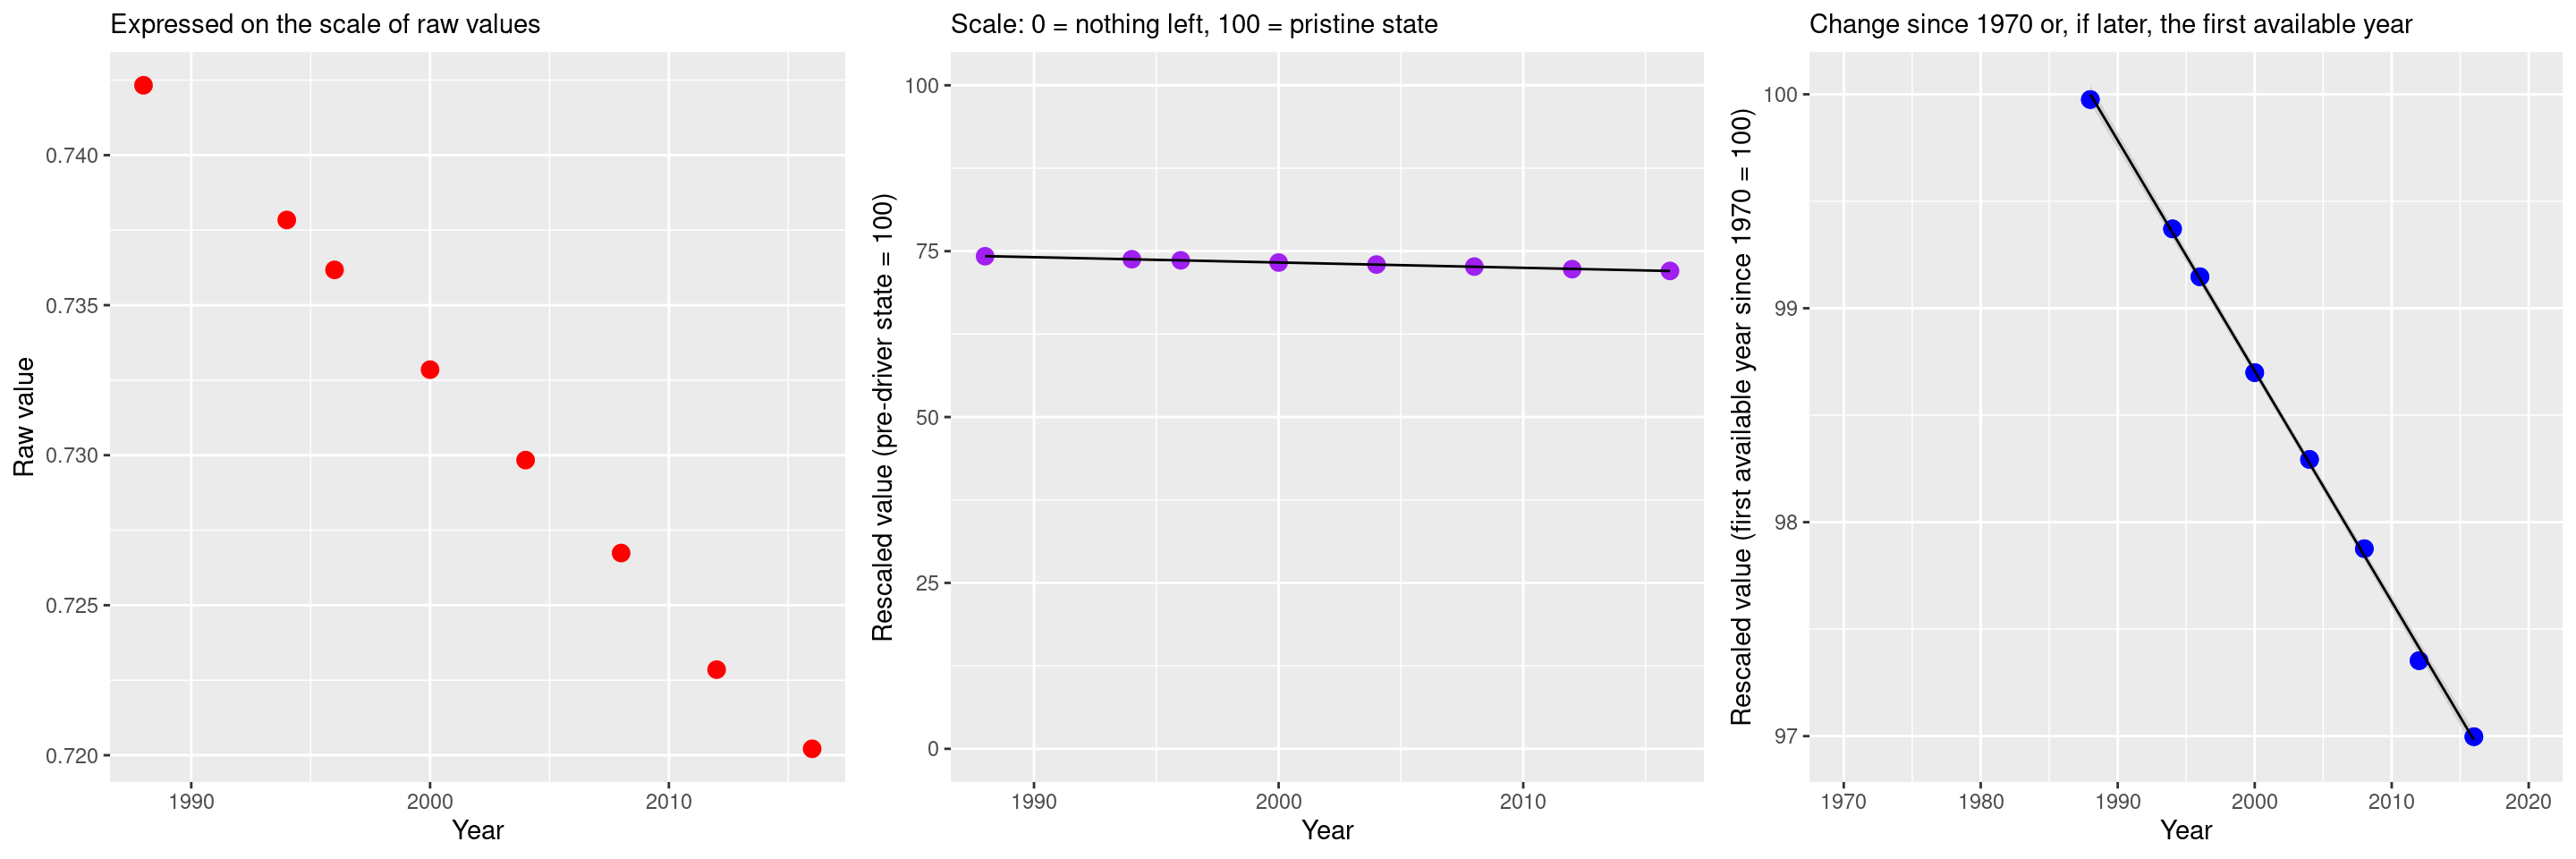 Expressed on the scale of raw values
Raw value
0.740
0.735
0.730
0.725
0.720
1990 2000 2010
Year
Scale: 0 = nothing left, 100 = pristine state
Rescaled value (pre-driver state = 100)
100
75
50
25
0
1990 2000 2010
Year
Change since 1970 or, if later, the first available year
Rescaled value (first available year since 1970 = 100)
100
99
98
97
1970 1980 1990 2000 2010 2020
Year